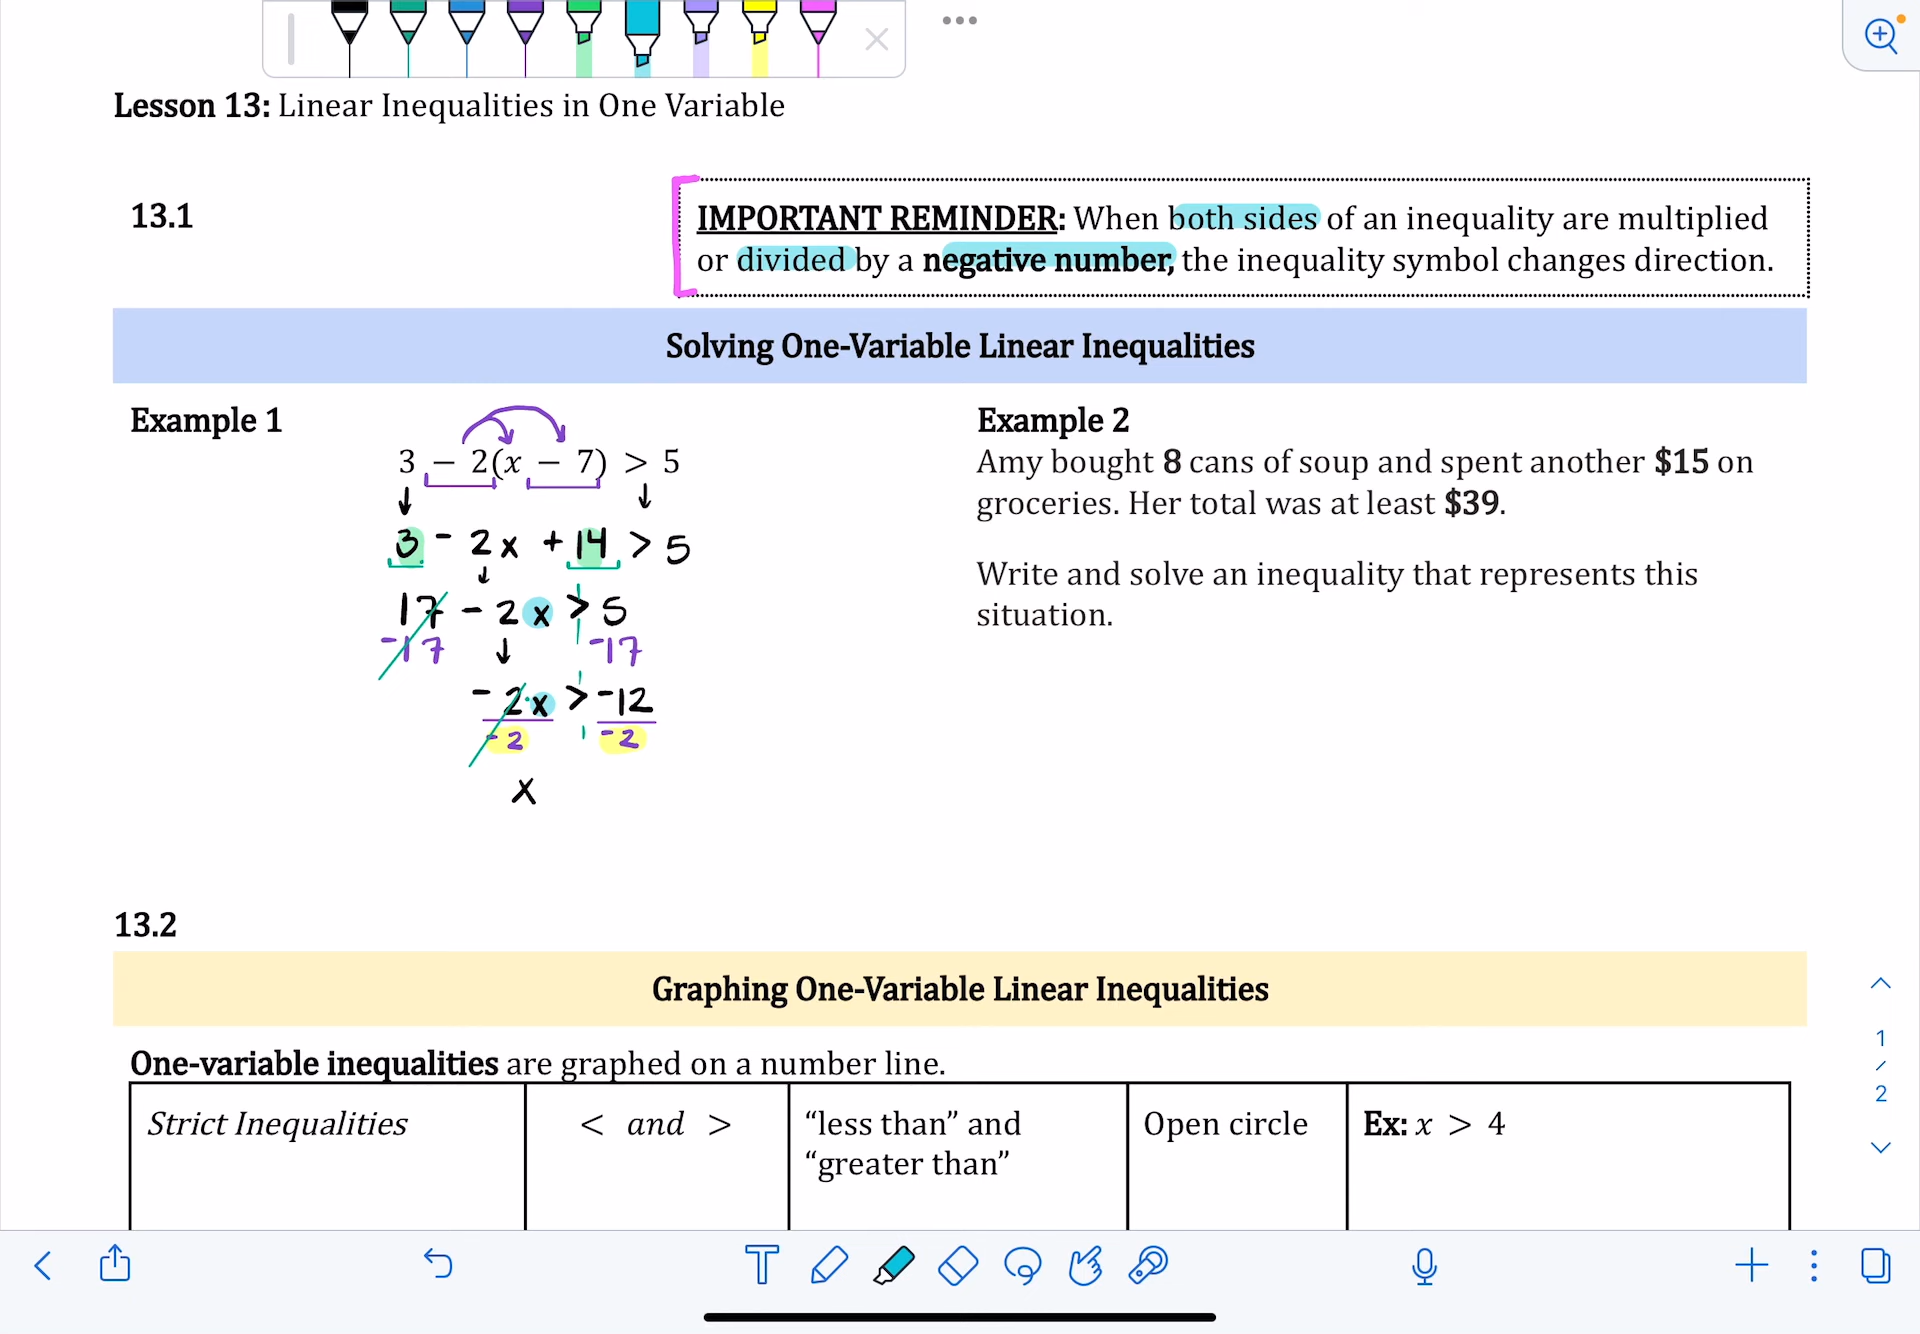 Lesson 13: Linear Inequalities in One Variable
13.1
IMPORTANT REMINDER: When both sides of an inequality are multiplied
or divided by a negative number, the inequality symbol changes direction.
Solving One-Variable Linear Inequalities
Example 1
3 − 2(x − 7) > 5
3 - 2x + 14 > 5
17 - 2x > 5
-17 -17
-2·x > -12
-2 -2
x
Example 2
Amy bought 8 cans of soup and spent another $15 on
groceries. Her total was at least $39.
Write and solve an inequality that represents this
situation.
13.2
Graphing One-Variable Linear Inequalities
One-variable inequalities are graphed on a number line.
Strict Inequalities
< and >
“less than” and
“greater than”
Open circle
Ex: x > 4
1
/
2
T